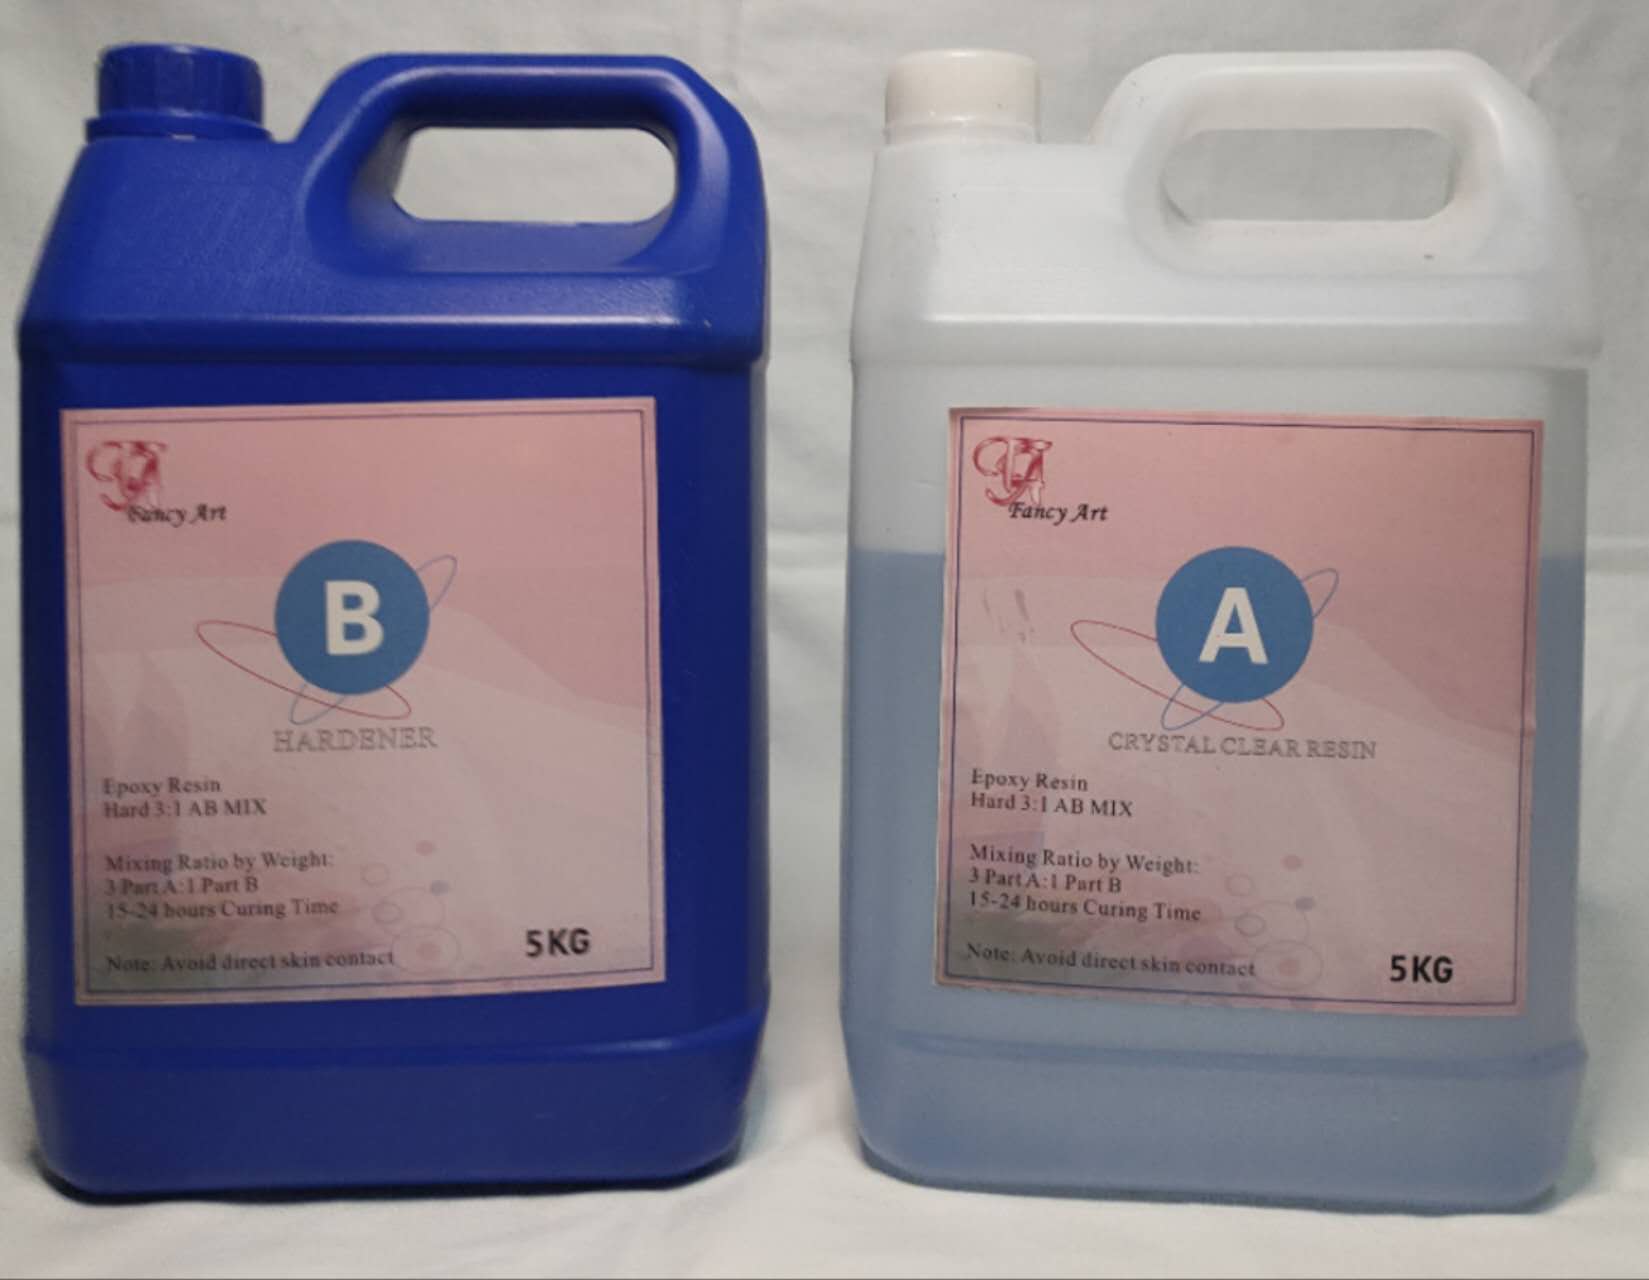 Fancy Art
B
HARDENER
Epoxy Resin
Hard 3:1 AB MIX
Mixing Ratio by Weight:
3 Part A:1 Part B
15-24 hours Curing Time
Note: Avoid direct skin contact
5KG
Fancy Art
A
CRYSTAL CLEAR RESIN
Epoxy Resin
Hard 3:1 AB MIX
Mixing Ratio by Weight:
3 Part A:1 Part B
15-24 hours Curing Time
Note: Avoid direct skin contact
5KG